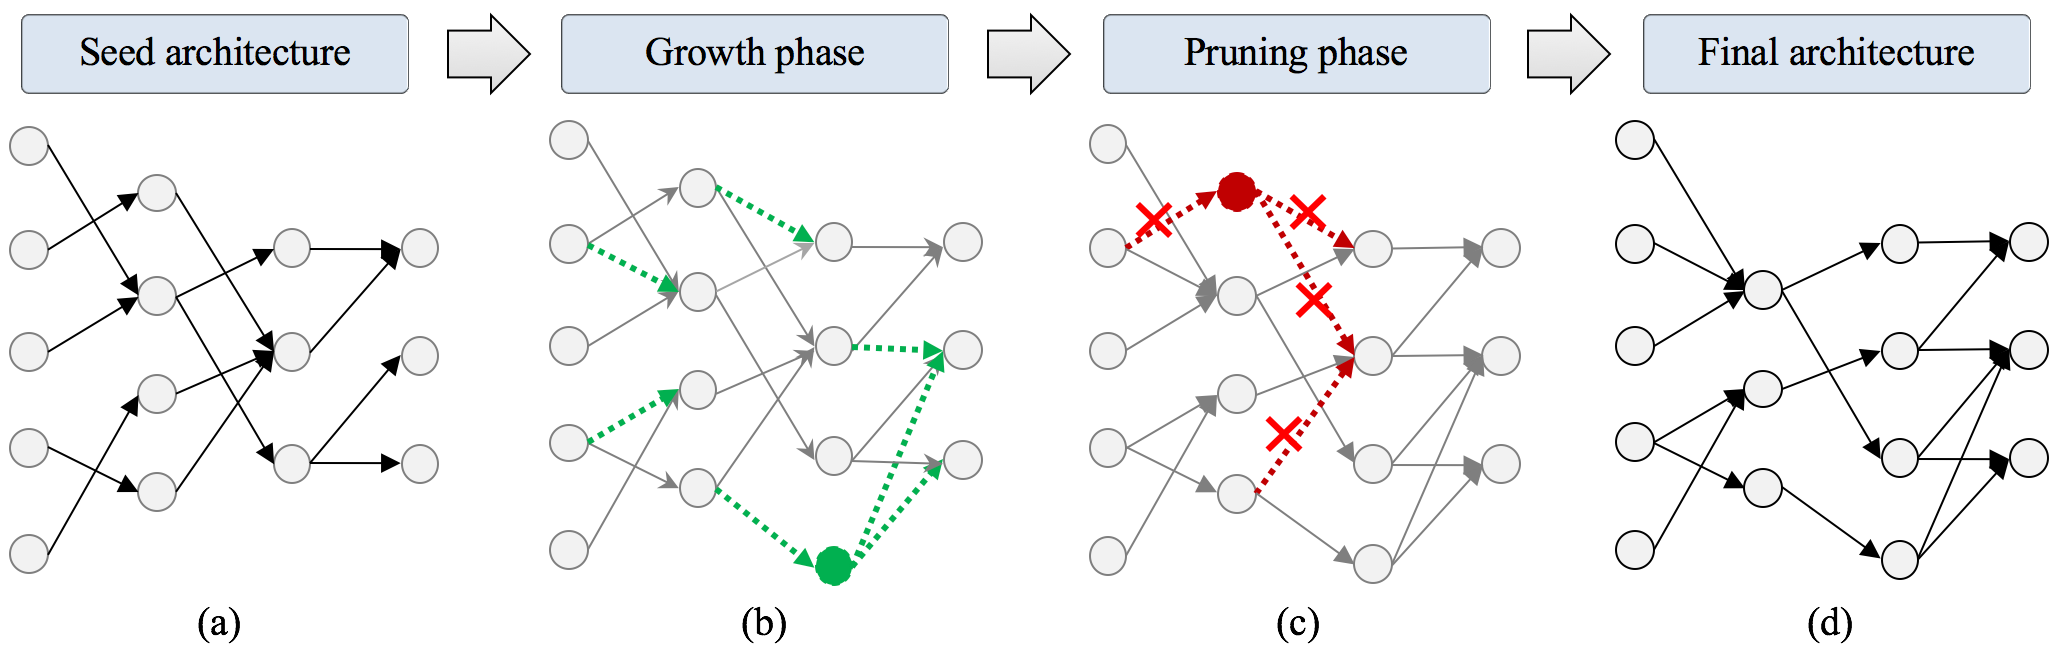 Seed architecture
Growth phase
Pruning phase
Final architecture
(a)
(b)
(c)
(d)